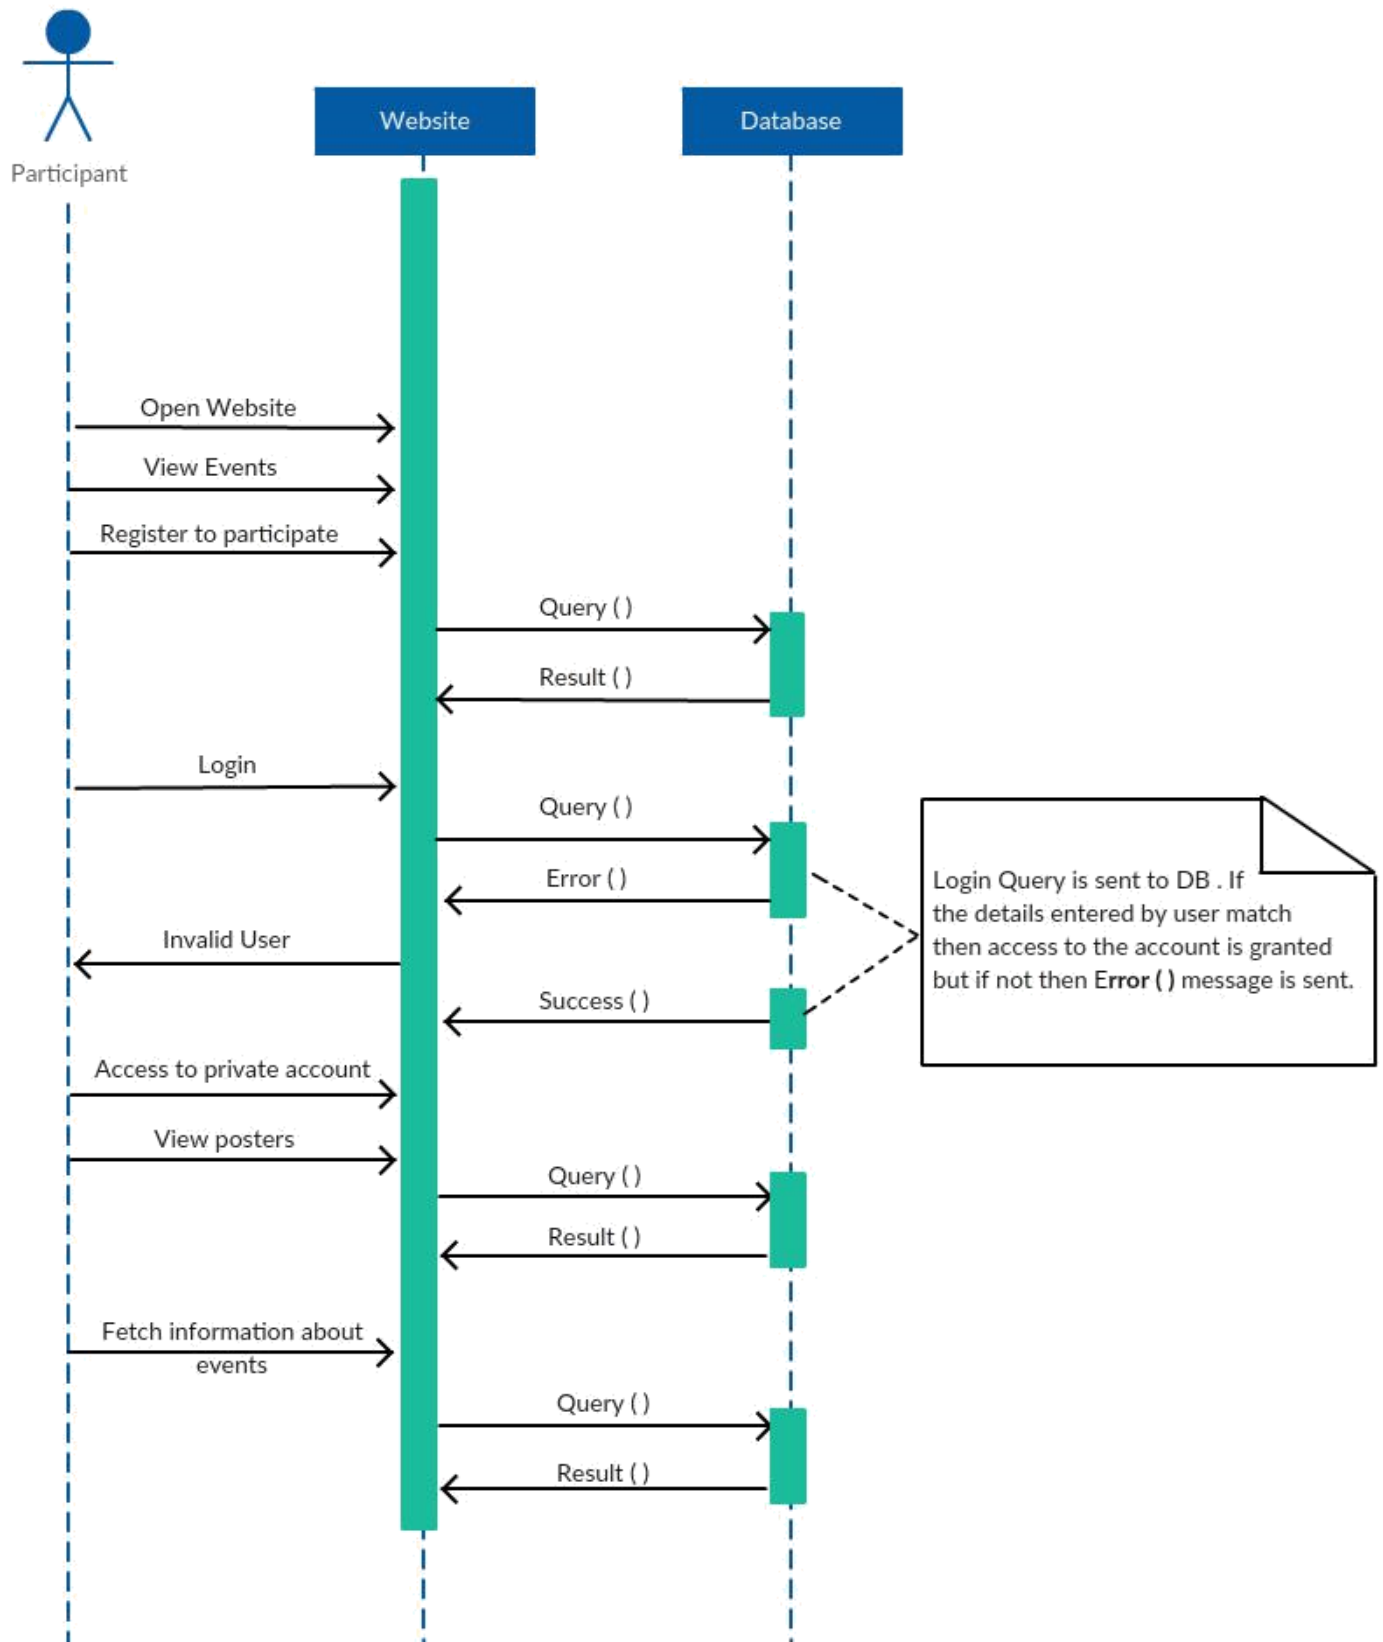 Participant
Website
Database
Open Website
View Events
Register to participate
Query ( )
Result ( )
Login
Query ( )
Error ( )
Invalid User
Success ( )
Login Query is sent to DB . If
the details entered by user match
then access to the account is granted
but if not then Error ( ) message is sent.
Access to private account
View posters
Query ( )
Result ( )
Fetch information about
events
Query ( )
Result ( )